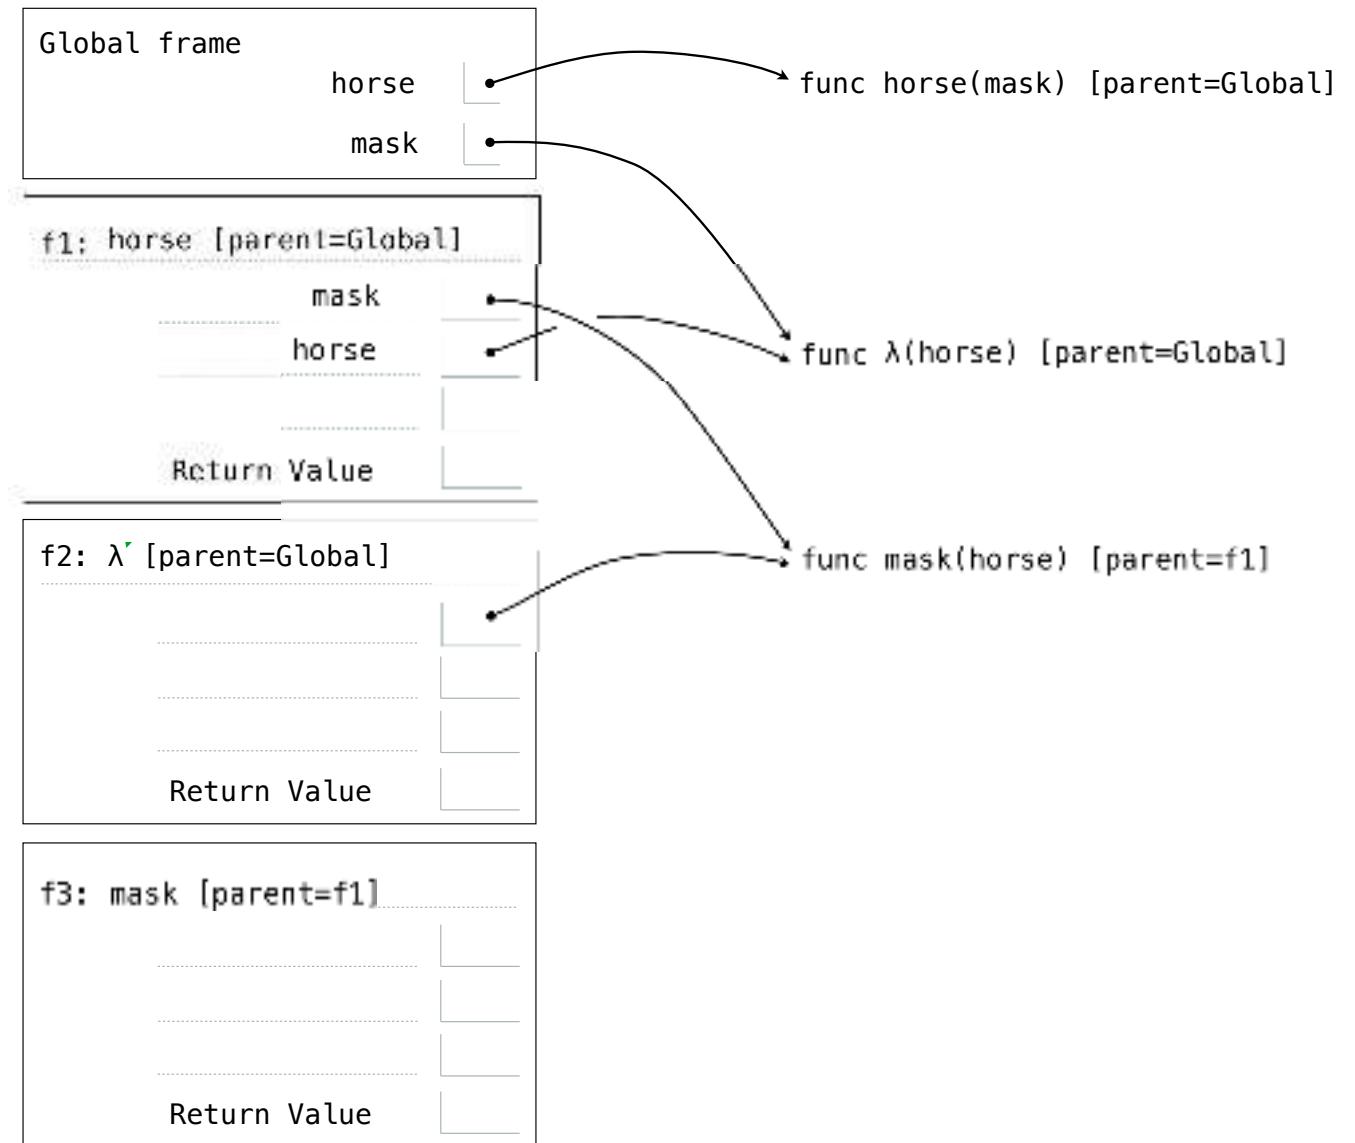 Global frame
horse
func horse(mask) [parent=Global]
mask
f1: horse [parent=Global]
mask
horse
func λ(horse) [parent=Global]
Return Value
f2: λ [parent=Global]
func mask(horse) [parent=f1]
Return Value
f3: mask [parent=f1]
Return Value